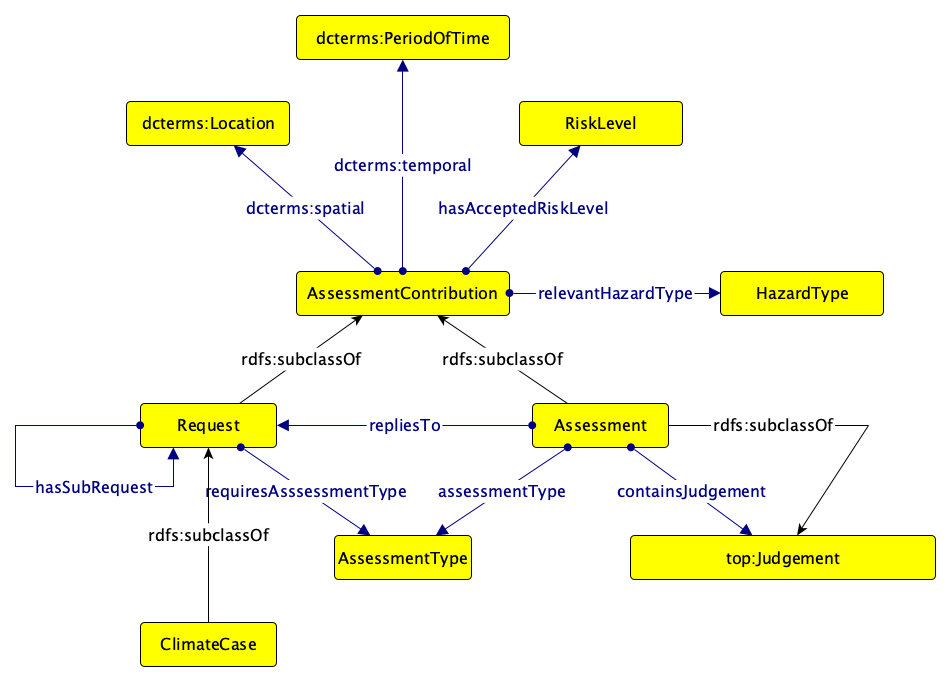 dcterms:PeriodOfTime
dcterms:Location
RiskLevel
dcterms:temporal
dcterms:spatial
hasAcceptedRiskLevel
AssessmentContribution
relevantHazardType
HazardType
rdfs:subclassOf
rdfs:subclassOf
Request
repliesTo
Assessment
rdfs:subclassOf
hasSubRequest
requiresAsssessmentType
assessmentType
containsJudgement
rdfs:subclassOf
AssessmentType
top:Judgement
ClimateCase